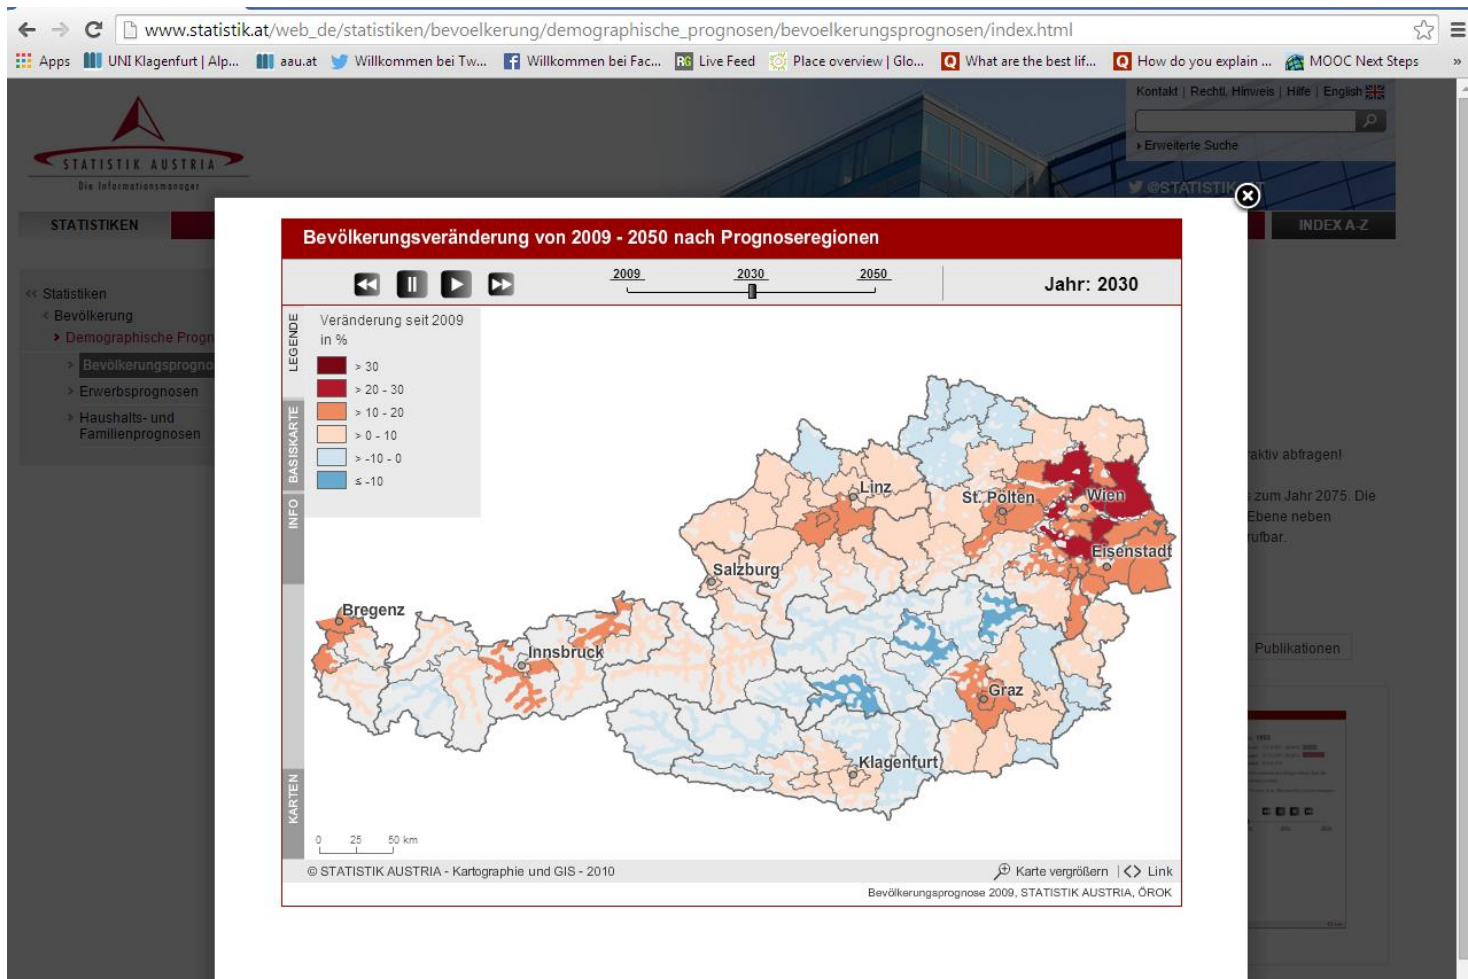 www.statistik.at/web_de/statistiken/bevoelkerung/demographische_prognosen/bevoelkerungsprognosen/index.html
Apps UNI Klagenfurt | Alp... aau.at Willkommen bei Tw... Willkommen bei Fac... RG Live Feed Place overview | Glo... Q What are the best lif... Q How do you explain ... MOOC Next Steps »
Kontakt | Rechtl. Hinweis | Hilfe | English
Erweiterte Suche
STATISTIK AUSTRIA
Die Informationsmanager
@STATISTIK
STATISTIKEN
INDEX A-Z
<< Statistiken
< Bevölkerung
> Demographische Progn
> Bevölkerungsprogno
> Erwerbsprognosen
> Haushalts- und
Familienprognosen
Bevölkerungsveränderung von 2009 - 2050 nach Prognoseregionen
2009 2030 2050
Jahr: 2030
LEGENDE
BASISKARTE
INFO
KARTEN
Veränderung seit 2009
in %
> 30
> 20 - 30
> 10 - 20
> 0 - 10
> -10 - 0
≤ -10
Linz
St. Pölten
Wien
Eisenstadt
Salzburg
Bregenz
Innsbruck
Graz
Klagenfurt
0 25 50 km
© STATISTIK AUSTRIA - Kartographie und GIS - 2010
Karte vergrößern | <> Link
Bevölkerungsprognose 2009, STATISTIK AUSTRIA, ÖROK
raktiv abfragen!
s zum Jahr 2075. Die
Ebene neben
rufbar.
Publikationen